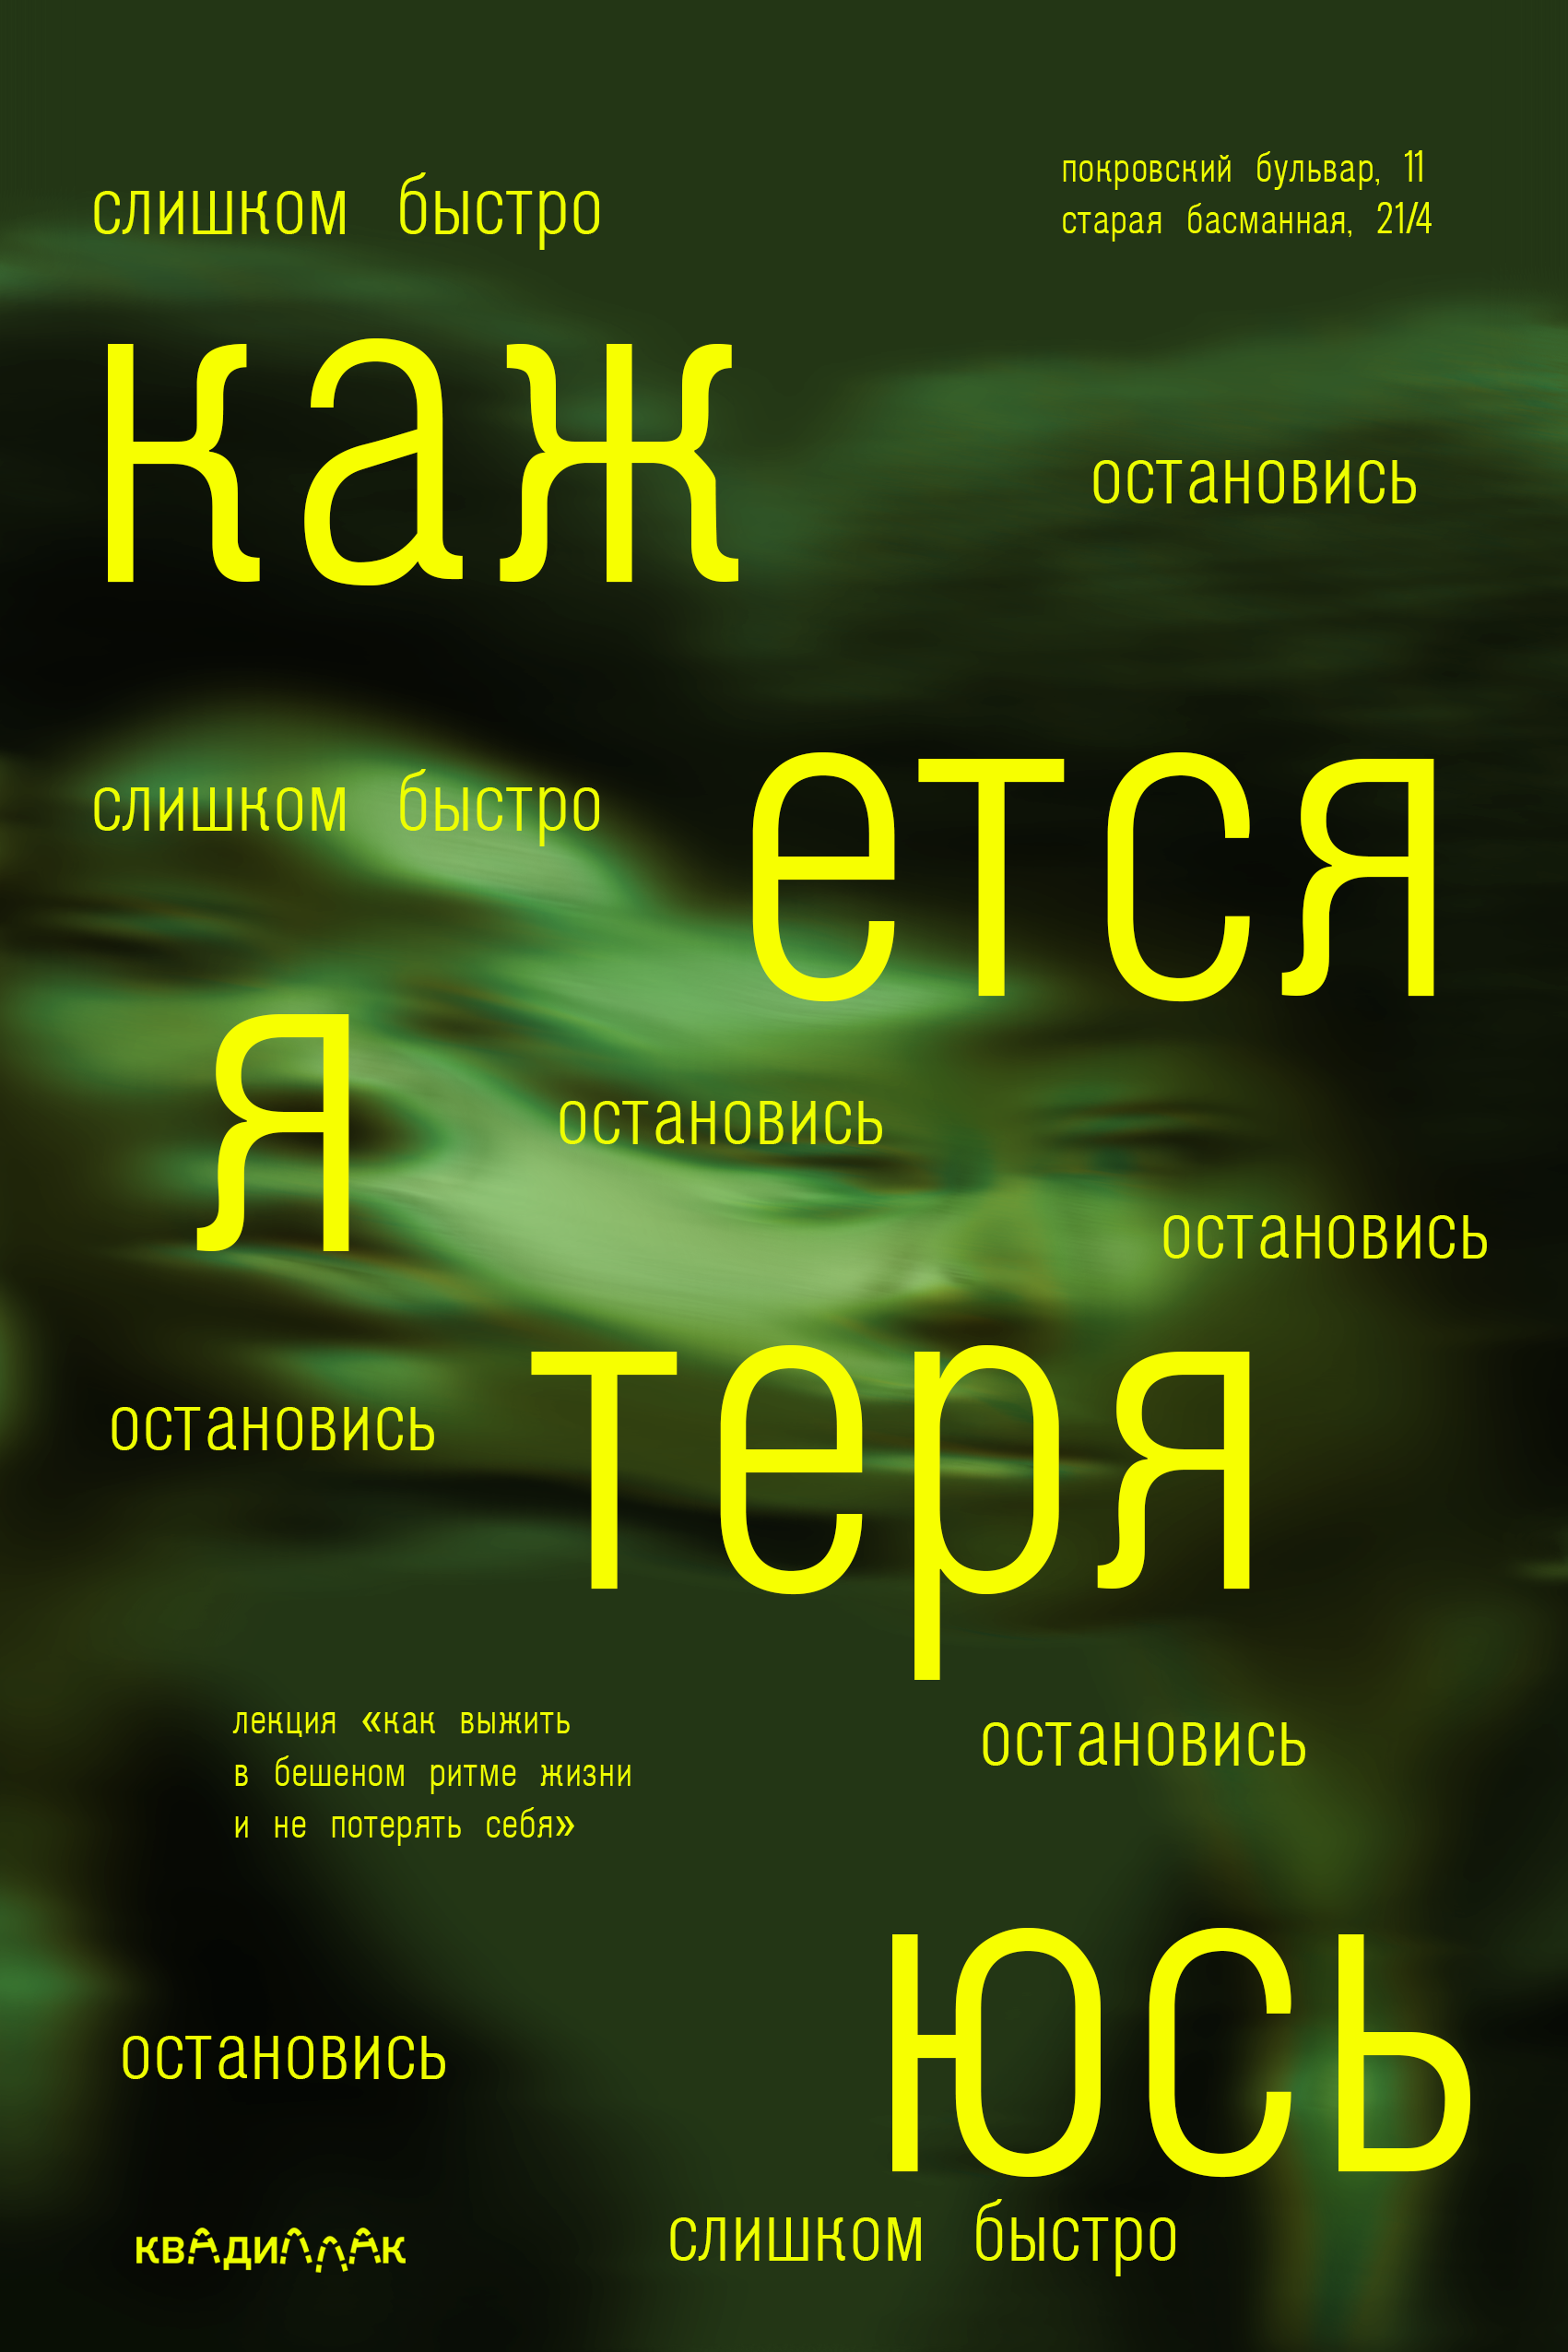 слишком быстро
покровский бульвар, 11
старая басманная, 21/4
каж
остановись
слишком быстро
ется
я
остановись
остановись
теря
остановись
лекция «как выжить
в бешеном ритме жизни
и не потерять себя»
остановись
юсь
остановись
слишком быстро